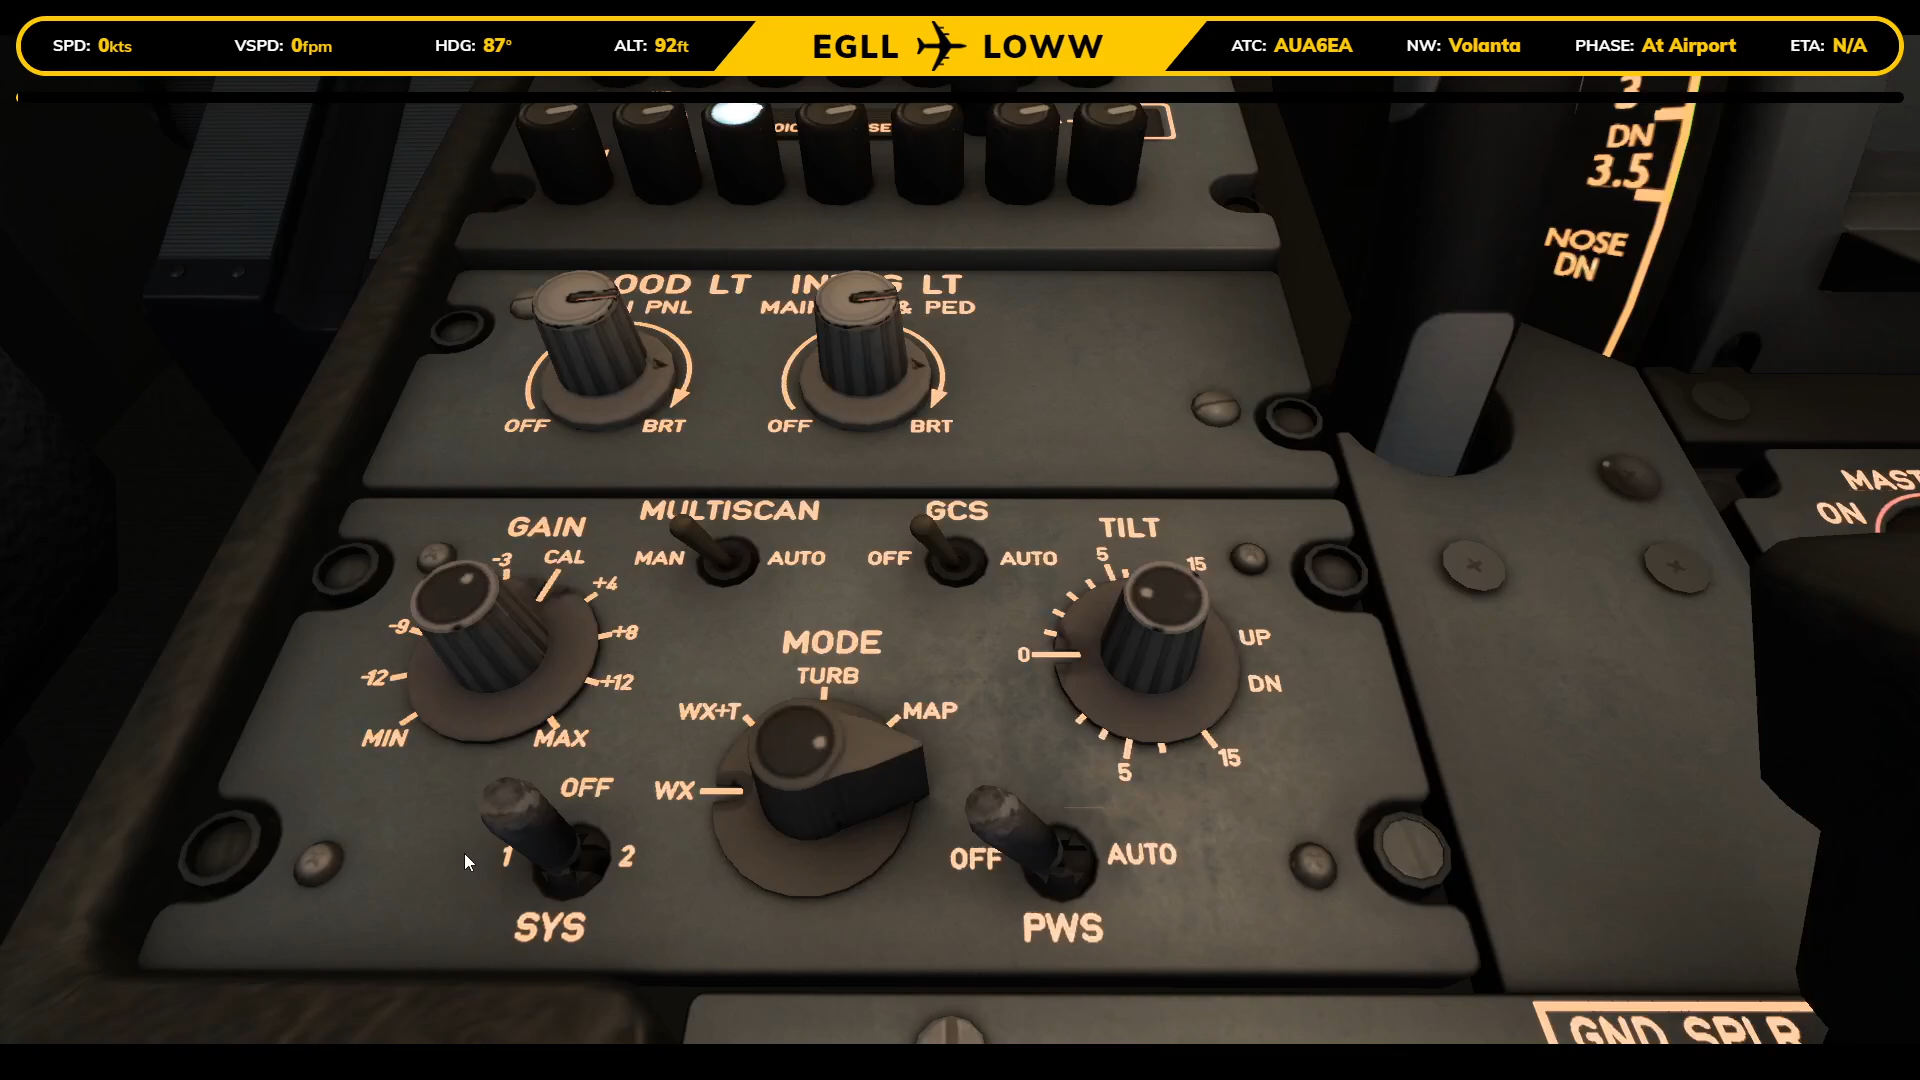 SPD: 0kts VSPD: 0fpm HDG: 87° ALT: 92ft EGLL LOWW ATC: AUA6EA NW: Volanta PHASE: At Airport ETA: N/A
3
DN
3.5
NOSE
DN
OOD LT
PNL
OFF BRT
LT
MAIN & PED
OFF BRT
MULTISCAN
MAN AUTO
GCS
OFF AUTO
GAIN
-3 CAL +4
-9 +8
-12 +12
MIN MAX
TILT
5 15
0 UP
DN
5 15
MODE
TURB
WX+T MAP
WX
OFF
1 2
SYS
OFF AUTO
PWS
MAST
ON
GND SPLR